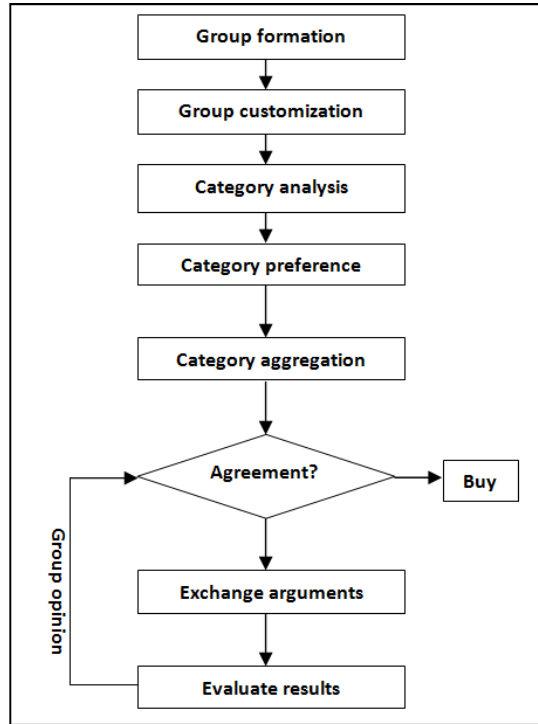 Group formation
Group customization
Category analysis
Category preference
Category aggregation
Agreement?
Buy
Exchange arguments
Group opinion
Evaluate results